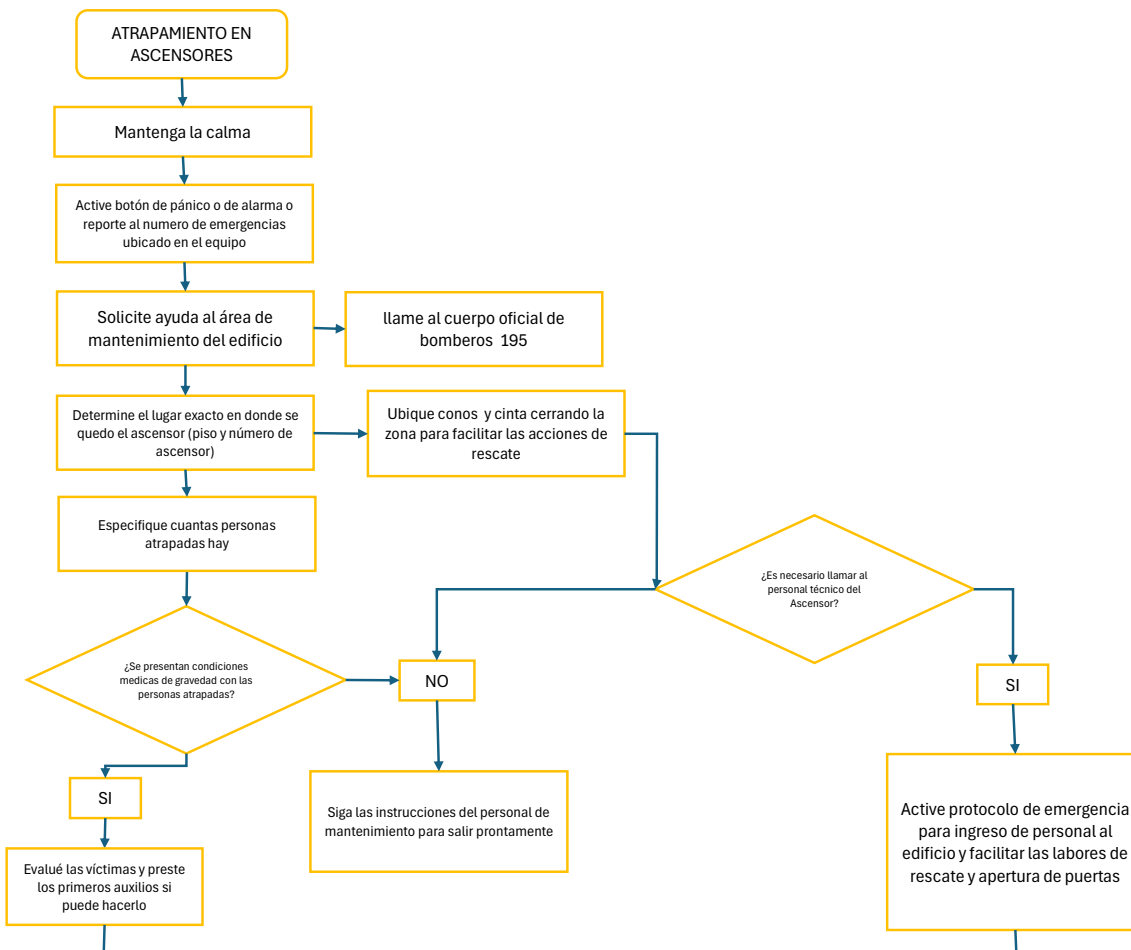 ATRAPAMIENTO EN
ASCENSORES
Mantenga la calma
Active botón de pánico o de alarma o
reporte al numero de emergencias
ubicado en el equipo
Solicite ayuda al área de
mantenimiento del edificio
llame al cuerpo oficial de
bomberos 195
Determine el lugar exacto en donde se
quedo el ascensor (piso y número de
ascensor)
Ubique conos y cinta cerrando la
zona para facilitar las acciones de
rescate
Especifique cuantas personas
atrapadas hay
¿Es necesario llamar al
personal técnico del
Ascensor?
¿Se presentan condiciones
medicas de gravedad con las
personas atrapadas?
NO
SI
SI
Siga las instrucciones del personal de
mantenimiento para salir prontamente
Active protocolo de emergencia
para ingreso de personal al
edificio y facilitar las labores de
rescate y apertura de puertas
Evalué las víctimas y preste
los primeros auxilios si
puede hacerlo